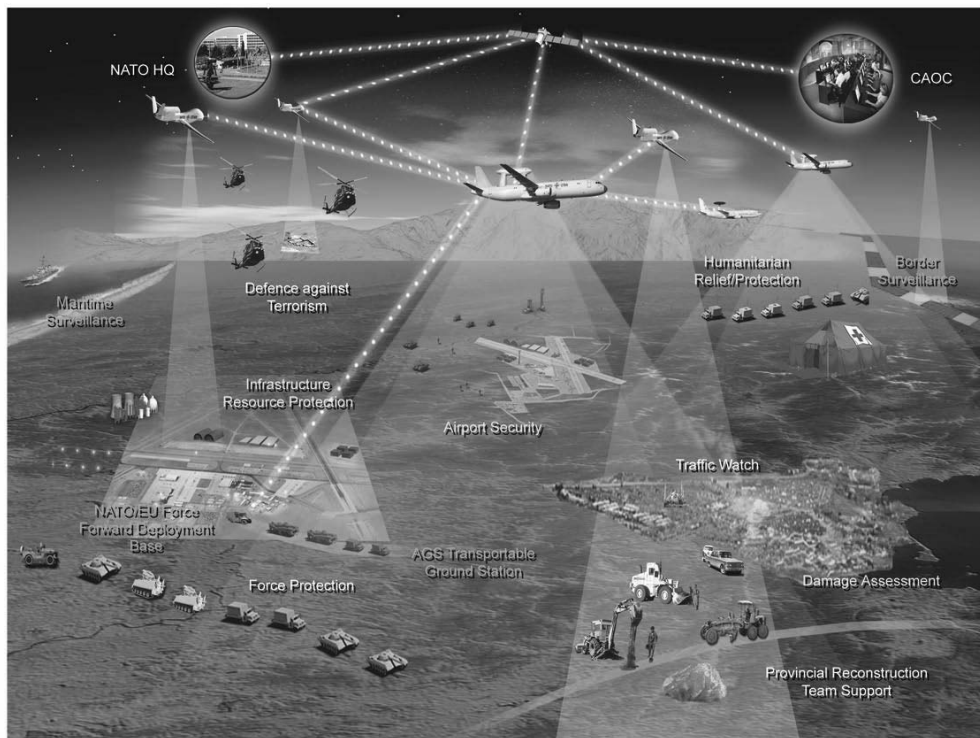 NATO HQ
CAOC
Maritime
Surveillance
Defence against
Terrorism
Humanitarian
Relief/Protection
Border
Surveillance
Infrastructure
Resource Protection
Airport Security
Traffic Watch
NATO/EU Force
Forward Deployment
Base
AGS Transportable
Ground Station
Force Protection
Damage Assessment
Provincial Reconstruction
Team Support